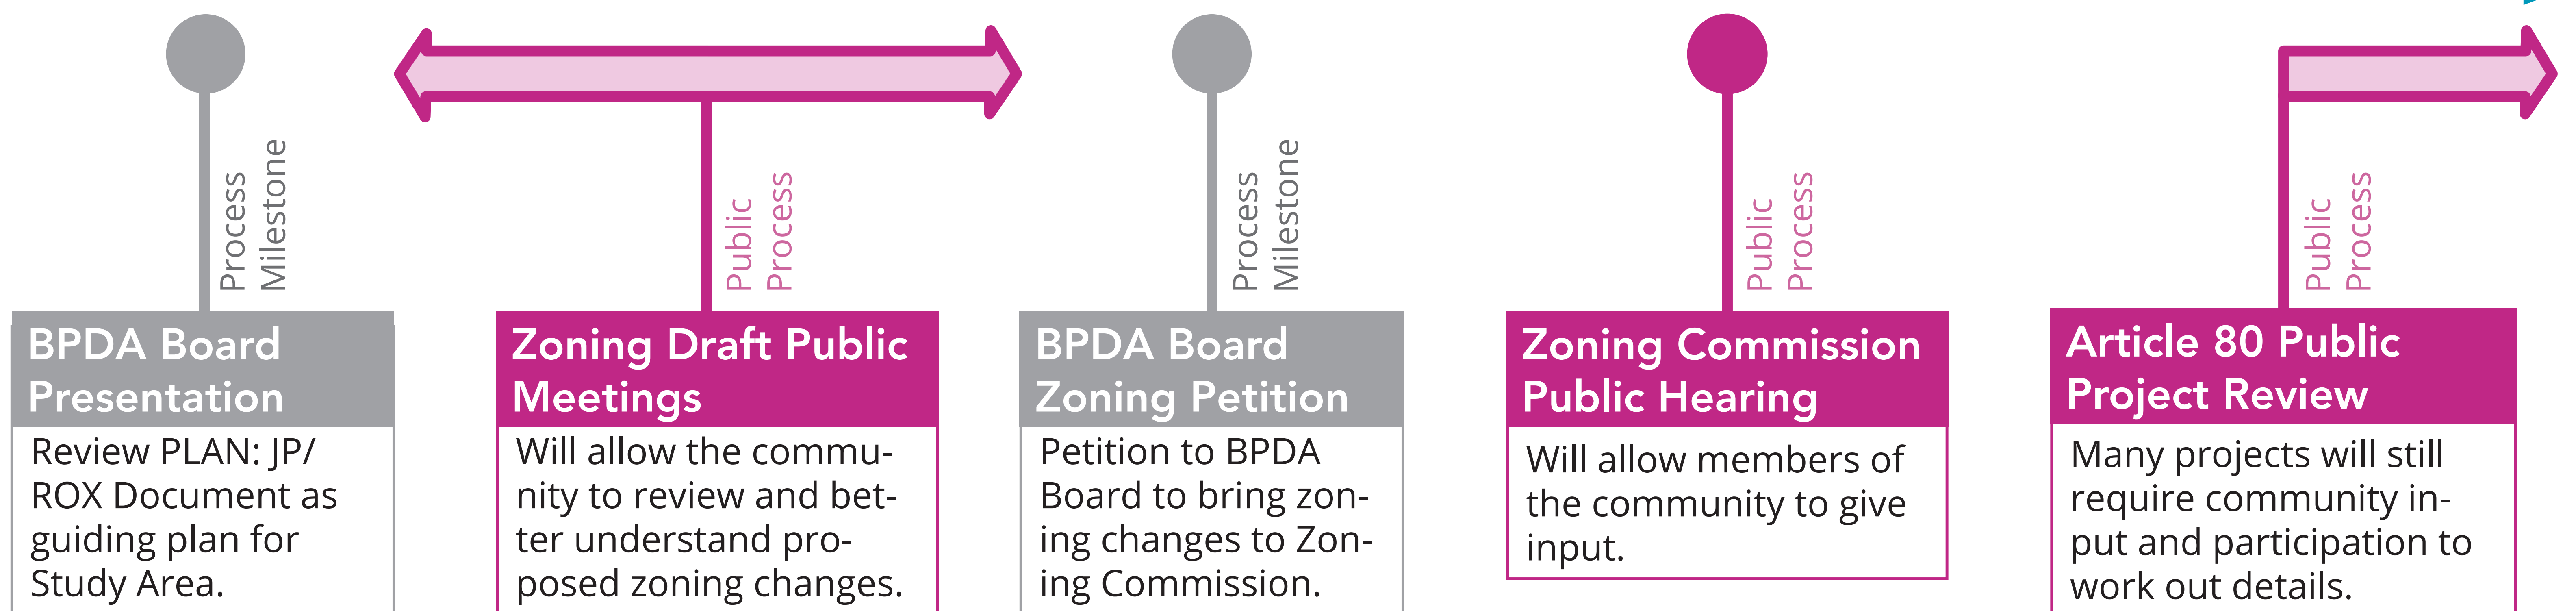 Process
Milestone
BPDA Board
Presentation
Review PLAN: JP/
ROX Document as
guiding plan for
Study Area.
Public
Process
Zoning Draft Public
Meetings
Will allow the commu-
nity to review and bet-
ter understand pro-
posed zoning changes.
Process
Milestone
BPDA Board
Zoning Petition
Petition to BPDA
Board to bring zon-
ing changes to Zon-
ing Commission.
Public
Process
Zoning Commission
Public Hearing
Will allow members of
the community to give
input.
Public
Process
Article 80 Public
Project Review
Many projects will still
require community in-
put and participation to
work out details.